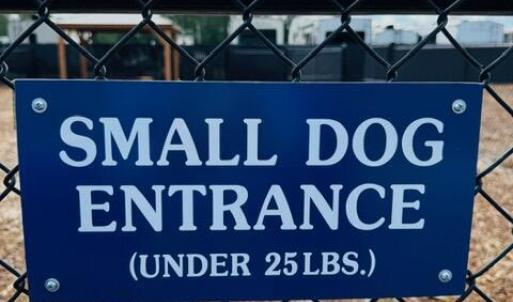 SMALL DOG
ENTRANCE
(UNDER 25LBS.)